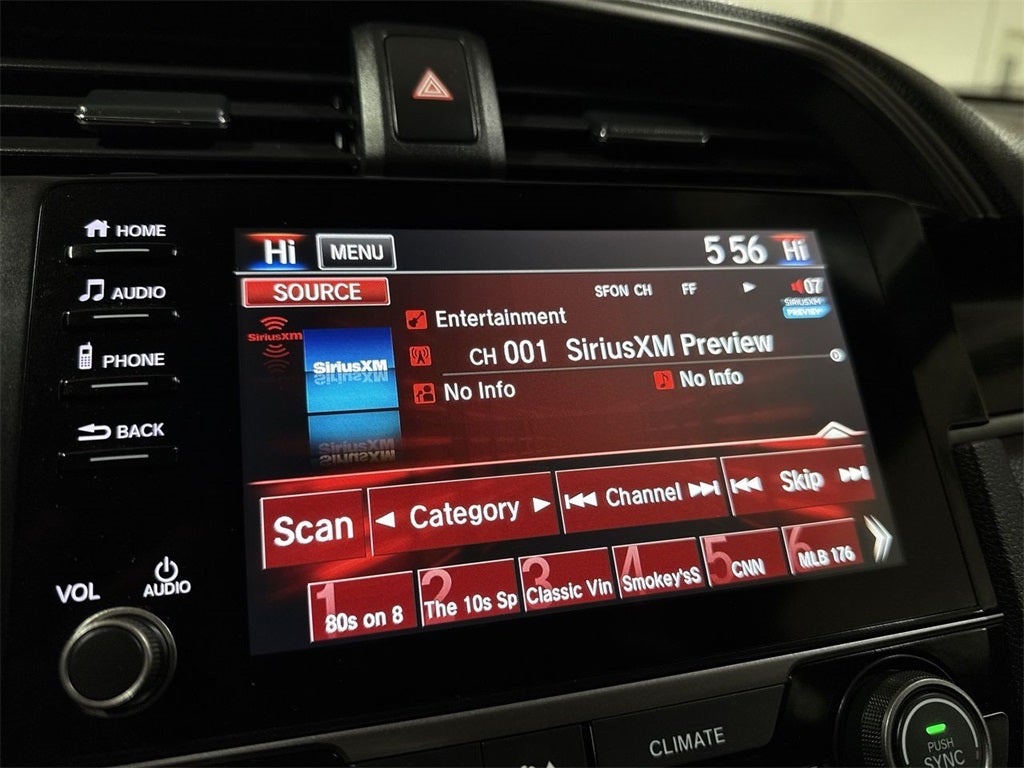 HOME
AUDIO
PHONE
BACK
VOL
AUDIO
Hi MENU 5 56 Hi
SOURCE
SFON CH FF 07
SIRIUSXM
PREVIEW
SiriusXM
SiriusXM
Entertainment
CH 001 SiriusXM Preview
No Info No Info
Scan Category Channel Skip
1 80s on 8
2 The 10s Sp
3 Classic Vin
4 Smokey'sS
5 CNN
6 MLB 176
CLIMATE
PUSH
SYNC